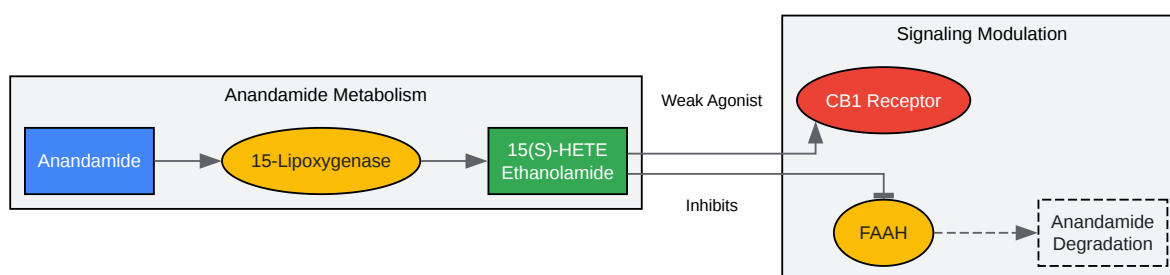 Signaling Modulation
Anandamide Metabolism
Weak Agonist
CB1 Receptor
Anandamide
15-Lipoxygenase
15(S)-HETE
Ethanolamide
Inhibits
FAAH
Anandamide
Degradation